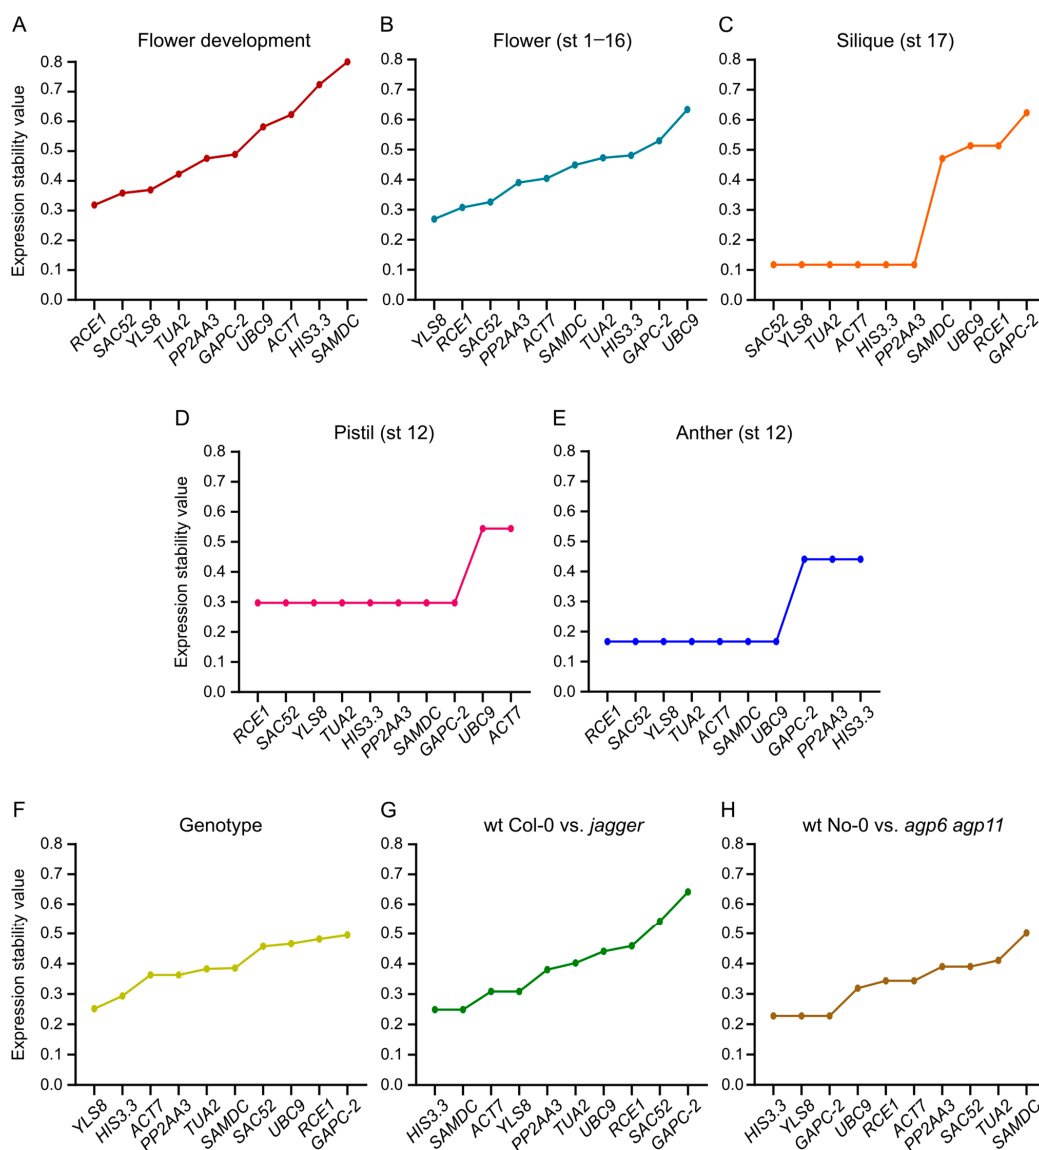 A
Flower development
Expression stability value
0.8
0.7
0.6
0.5
0.4
0.3
0.2
0.1
0.0
RCE1
SAC52
YLS8
TUA2
PP2AA3
GAPC-2
UBC9
ACT7
HIS3.3
SAMDC
B
Flower (st 1–16)
0.8
0.7
0.6
0.5
0.4
0.3
0.2
0.1
0.0
YLS8
RCE1
SAC52
PP2AA3
ACT7
SAMDC
TUA2
HIS3.3
GAPC-2
UBC9
C
Silique (st 17)
0.8
0.7
0.6
0.5
0.4
0.3
0.2
0.1
0.0
SAC52
YLS8
TUA2
ACT7
HIS3.3
PP2AA3
SAMDC
UBC9
RCE1
GAPC-2
D
Pistil (st 12)
Expression stability value
0.8
0.7
0.6
0.5
0.4
0.3
0.2
0.1
0.0
RCE1
SAC52
YLS8
TUA2
HIS3.3
PP2AA3
SAMDC
GAPC-2
UBC9
ACT7
E
Anther (st 12)
0.8
0.7
0.6
0.5
0.4
0.3
0.2
0.1
0.0
RCE1
SAC52
YLS8
TUA2
ACT7
SAMDC
UBC9
GAPC-2
PP2AA3
HIS3.3
F
Genotype
Expression stability value
0.8
0.7
0.6
0.5
0.4
0.3
0.2
0.1
0.0
YLS8
HIS3.3
ACT7
PP2AA3
TUA2
SAMDC
SAC52
UBC9
RCE1
GAPC-2
G
wt Col-0 vs. jagger
0.8
0.7
0.6
0.5
0.4
0.3
0.2
0.1
0.0
HIS3.3
SAMDC
ACT7
YLS8
PP2AA3
TUA2
UBC9
RCE1
SAC52
GAPC-2
H
wt No-0 vs. agp6 agp11
0.8
0.7
0.6
0.5
0.4
0.3
0.2
0.1
0.0
HIS3.3
YLS8
GAPC-2
UBC9
RCE1
ACT7
PP2AA3
SAC52
TUA2
SAMDC